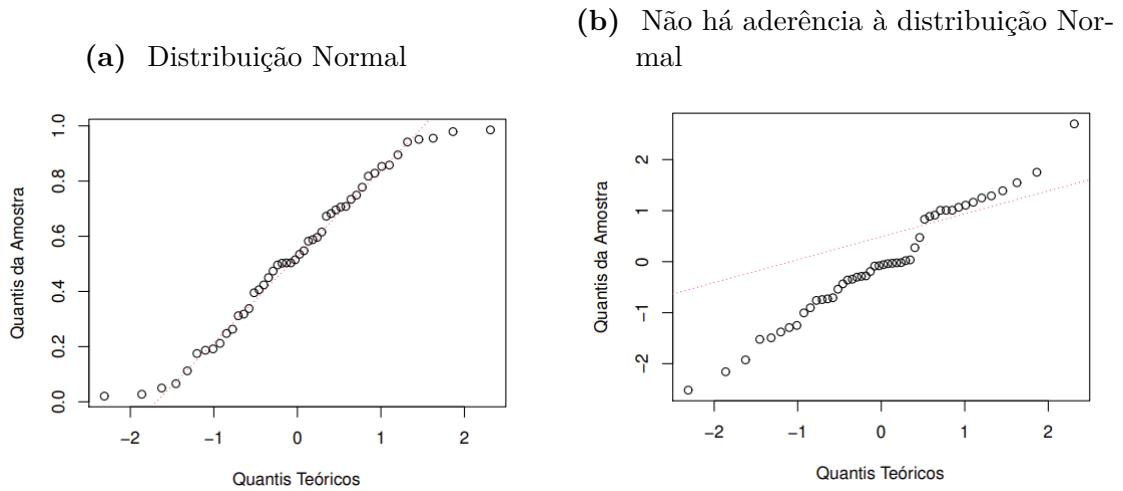 (a) Distribuição Normal
(b) Não há aderência à distribuição Nor-
mal
Quantis da Amostra
1.0
0.8
0.6
0.4
0.2
0.0
−2 −1 0 1 2
Quantis Teóricos
Quantis da Amostra
2
1
0
−1
−2
−2 −1 0 1 2
Quantis Teóricos